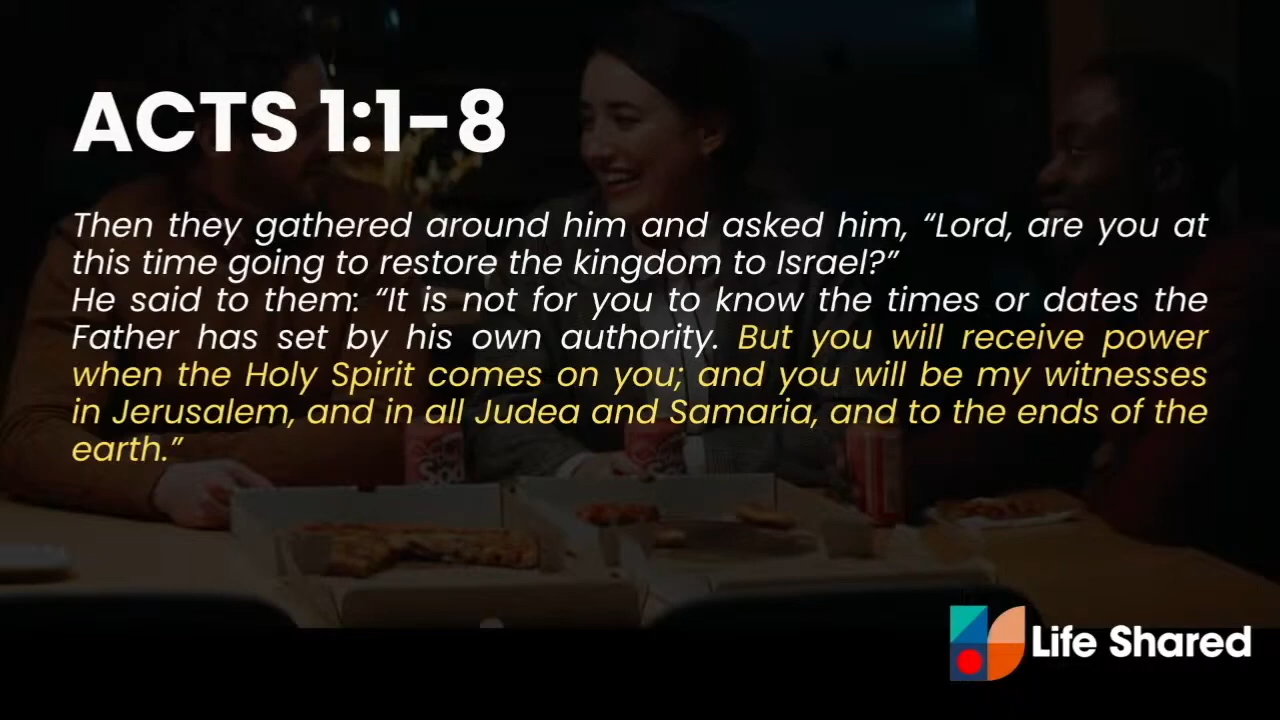 ACTS 1:1-8
Then they gathered around him and asked him, “Lord, are you at
this time going to restore the kingdom to Israel?”
He said to them: “It is not for you to know the times or dates the
Father has set by his own authority. But you will receive power
when the Holy Spirit comes on you; and you will be my witnesses
in Jerusalem, and in all Judea and Samaria, and to the ends of the
earth.”
Life Shared